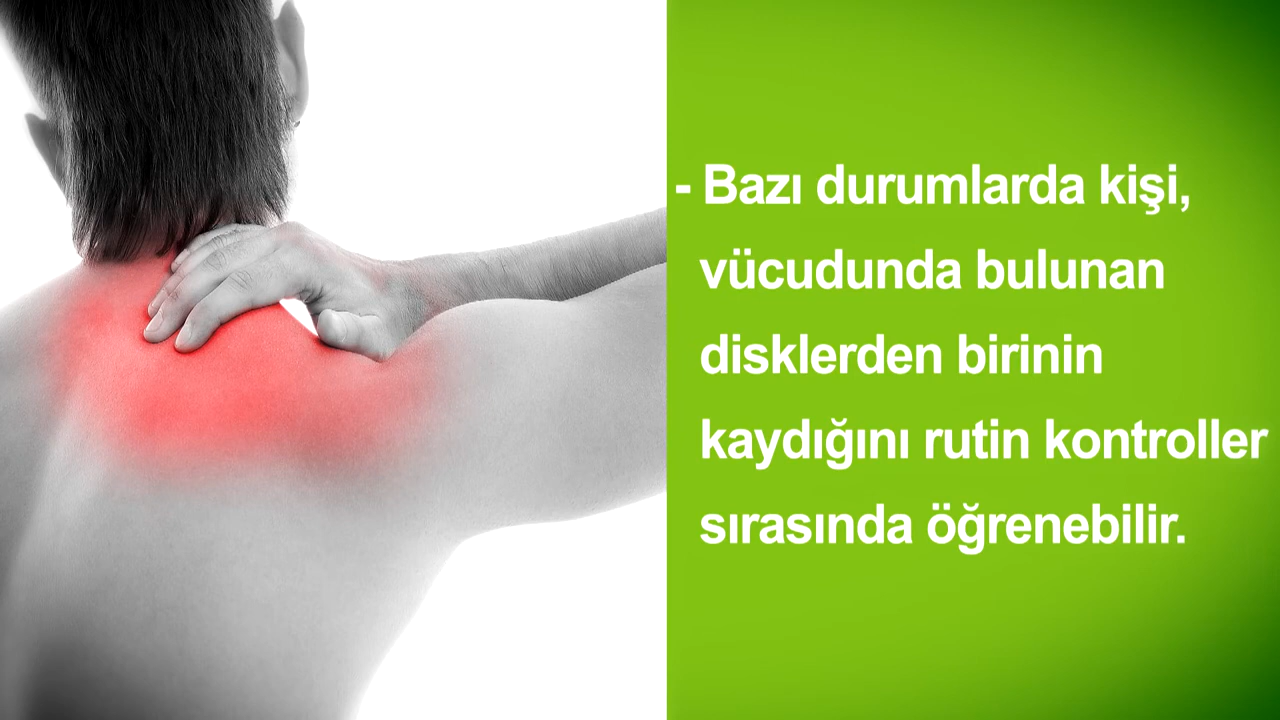 - Bazı durumlarda kişi,
vücudunda bulunan
disklerden birinin
kaydığını rutin kontroller
sırasında öğrenebilir.